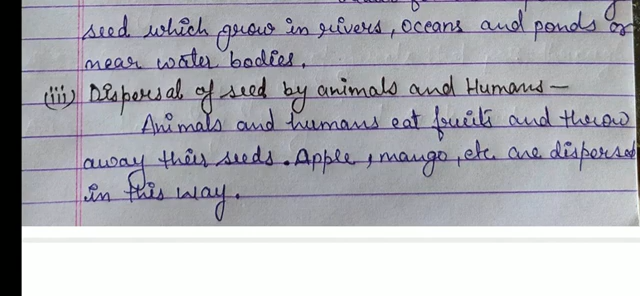 seed which grow in rivers, oceans and ponds or
near water bodies.
(iii) Dispersal of seed by animals and Humans—
Animals and humans eat fruits and throw
away their seeds. Apple, mango, etc are dispersed
in this way.